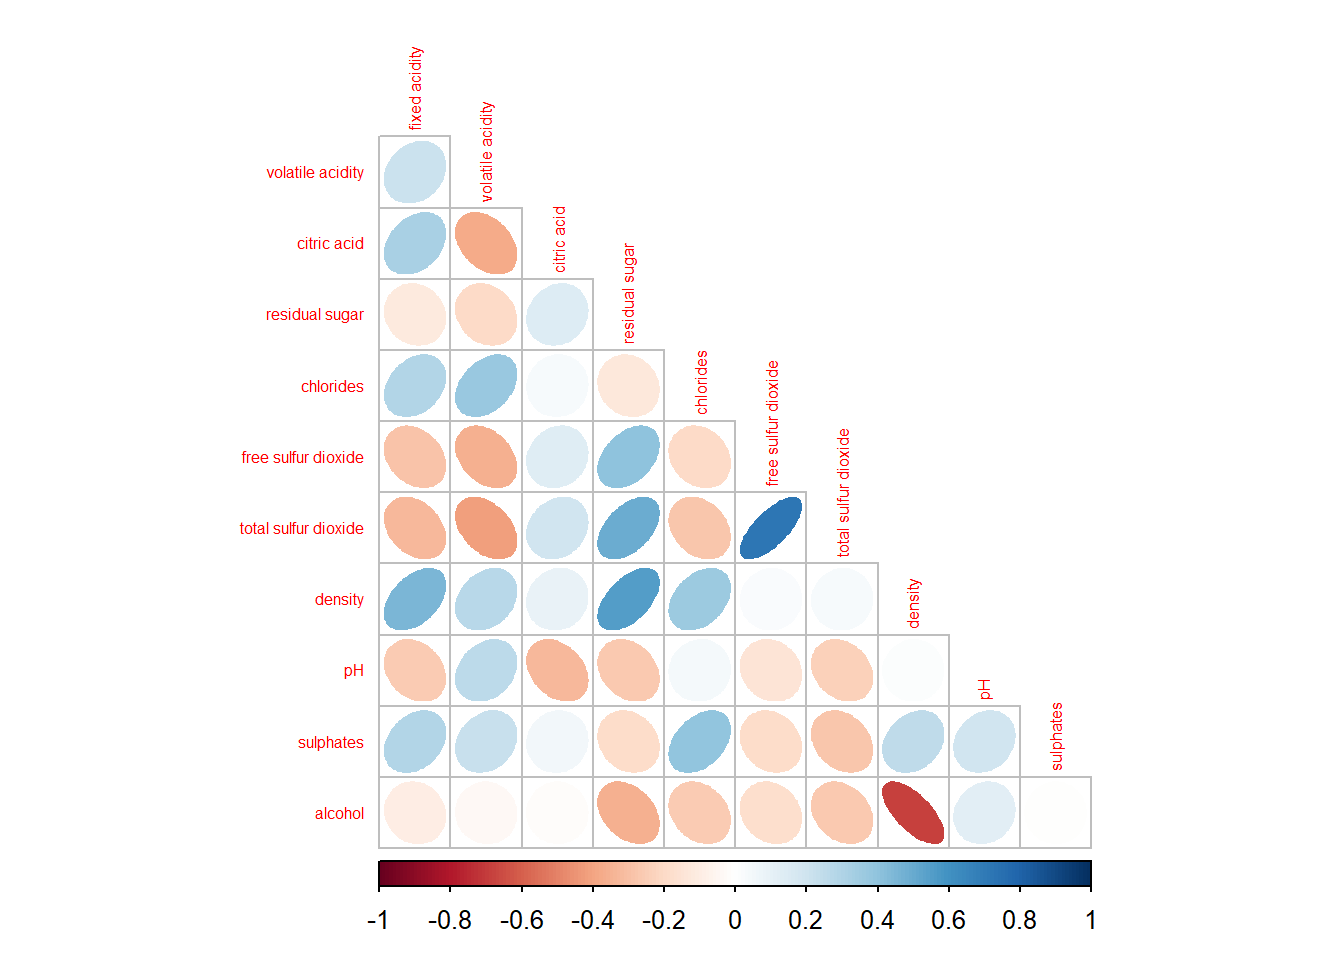 fixed acidity
volatile acidity
citric acid
residual sugar
chlorides
free sulfur dioxide
total sulfur dioxide
density
pH
sulphates
volatile acidity
citric acid
residual sugar
chlorides
free sulfur dioxide
total sulfur dioxide
density
pH
sulphates
alcohol
-1 -0.8 -0.6 -0.4 -0.2 0 0.2 0.4 0.6 0.8 1